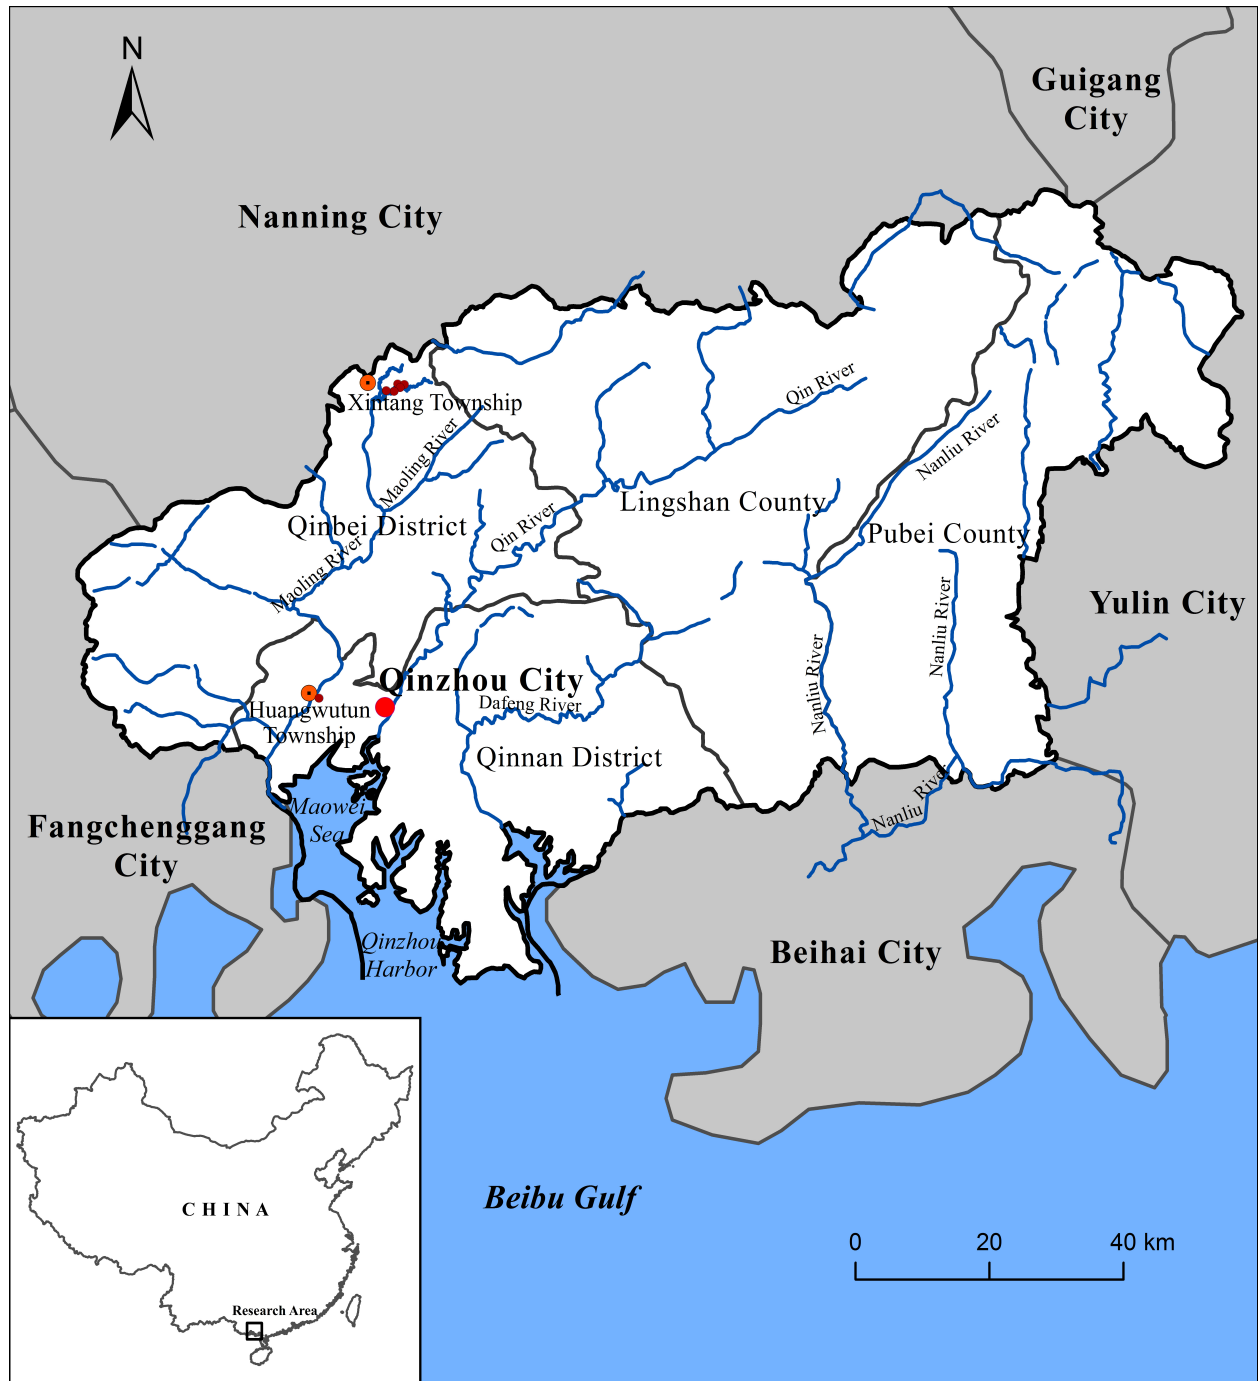 N
Guigang
City
Nanning City
Xintang Township
Qin River
Maoling River
Nanliu River
Lingshan County
Qinbei District
Qin River
Pubei County
Maoling River
Yulin City
Nanliu River
Nanliu River
Qinzhou City
Dafeng River
Huangwutun
Township
Qinnan District
Maowei
Sea
Nanliu River
Fangchenggang
City
Qinzhou
Harbor
Beihai City
Beibu Gulf
CHINA
Research Area
0 20 40 km